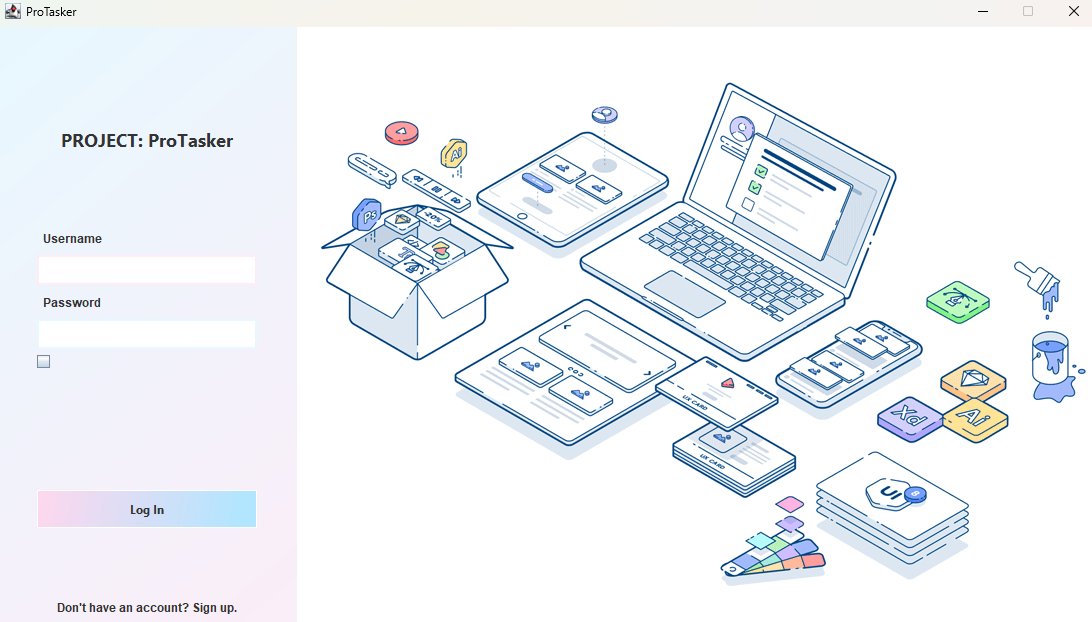 ProTasker
PROJECT: ProTasker
Username
Password
Log In
Don't have an account? Sign up.
Ai
Ps
-20%
UX CARD
UX CARD
Xd
Ai
UI